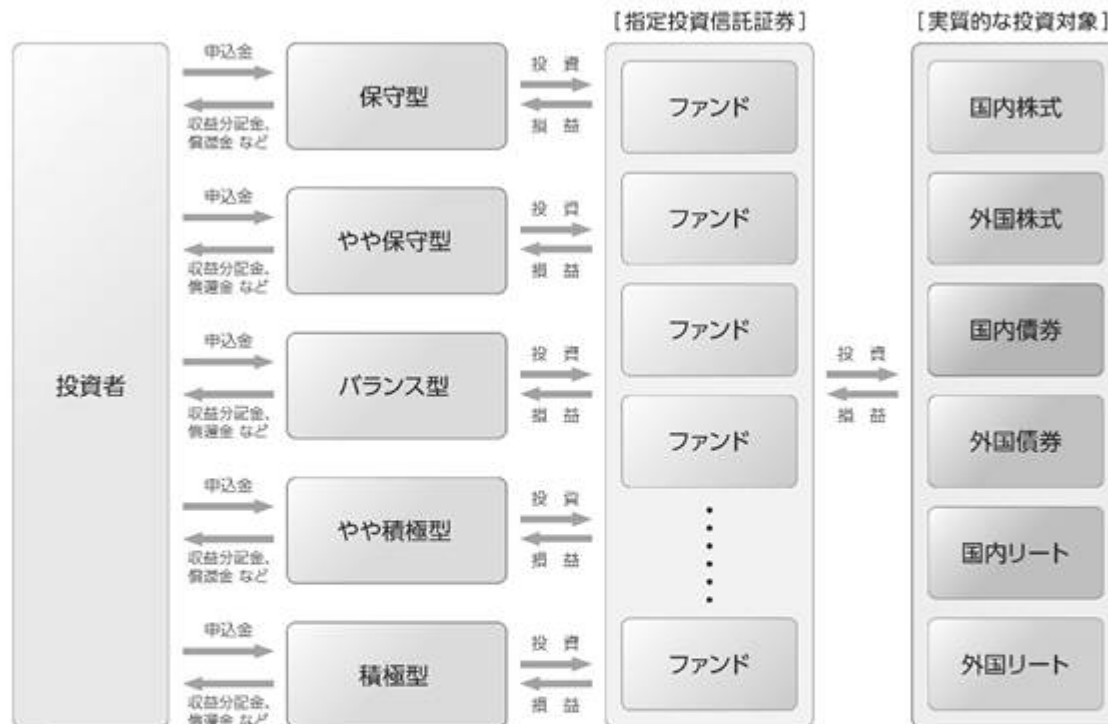 [指定投資信託証券]
[実質的な投資対象]
投資者
申込金
収益分配金、
償還金 など
保守型
投 資
損 益
申込金
収益分配金、
償還金 など
やや保守型
投 資
損 益
申込金
収益分配金、
償還金 など
バランス型
投 資
損 益
申込金
収益分配金、
償還金 など
やや積極型
投 資
損 益
申込金
収益分配金、
償還金 など
積極型
投 資
損 益
ファンド
ファンド
ファンド
ファンド
ファンド
投 資
損 益
国内株式
外国株式
国内債券
外国債券
国内リート
外国リート